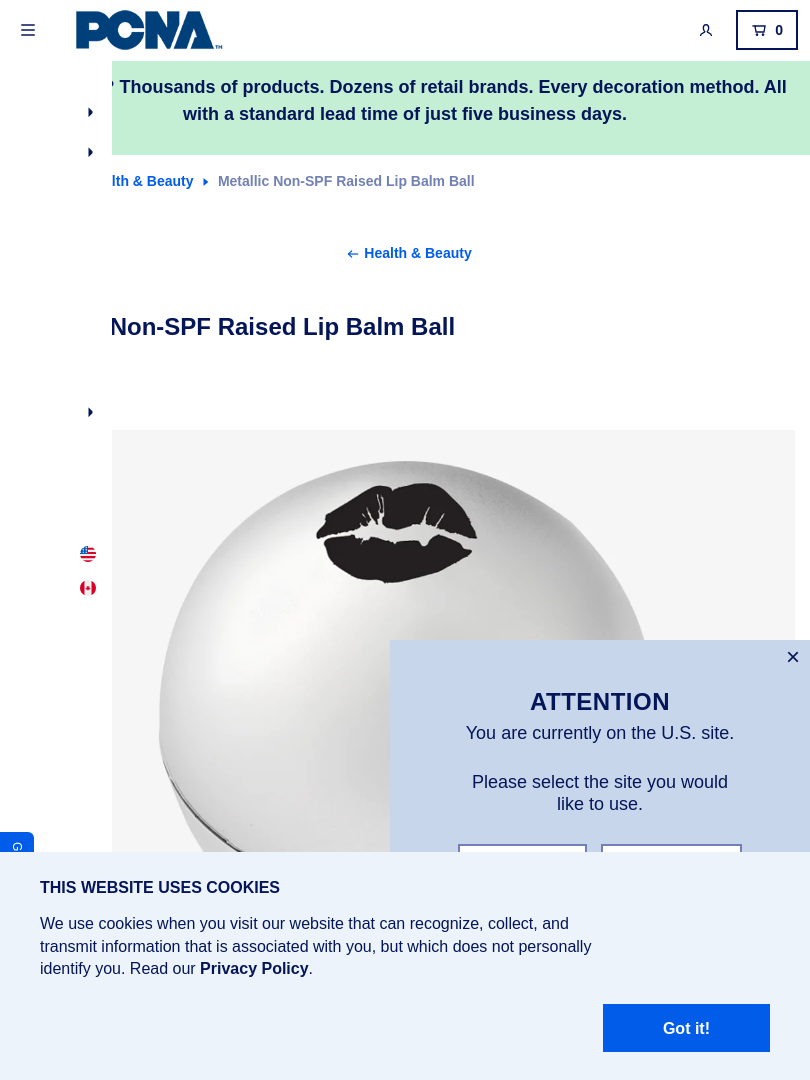 PCNA™
0
Thousands of products. Dozens of retail brands. Every decoration method. All
with a standard lead time of just five business days.
lth & Beauty
Metallic Non-SPF Raised Lip Balm Ball
Health & Beauty
Non-SPF Raised Lip Balm Ball
ATTENTION
You are currently on the U.S. site.
Please select the site you would
like to use.
G
THIS WEBSITE USES COOKIES
We use cookies when you visit our website that can recognize, collect, and
transmit information that is associated with you, but which does not personally
identify you. Read our Privacy Policy.
Got it!